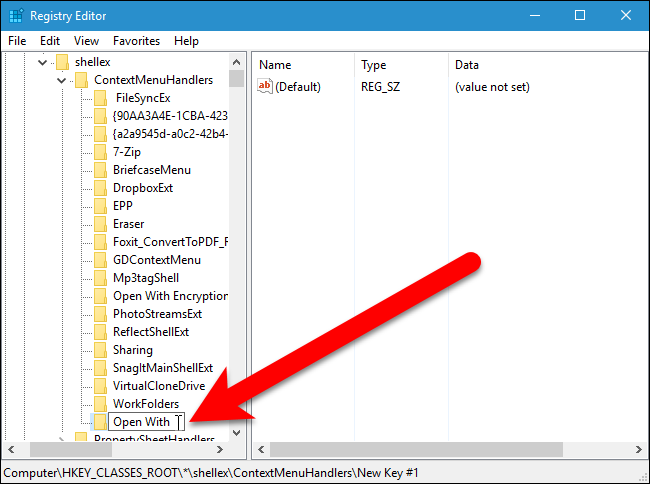 Registry Editor
File Edit View Favorites Help
shellex
ContextMenuHandlers
FileSyncEx
{90AA3A4E-1CBA-423
{a2a9545d-a0c2-42b4-
7-Zip
BriefcaseMenu
DropboxExt
EPP
Eraser
Foxit_ConvertToPDF_F
GDContextMenu
Mp3tagShell
Open With Encryption
PhotoStreamsExt
ReflectShellExt
Sharing
SnagItMainShellExt
VirtualCloneDrive
WorkFolders
Open With
PropertySheetHandlers
Name Type Data
ab (Default) REG_SZ (value not set)
Computer\HKEY_CLASSES_ROOT\*\shellex\ContextMenuHandlers\New Key #1